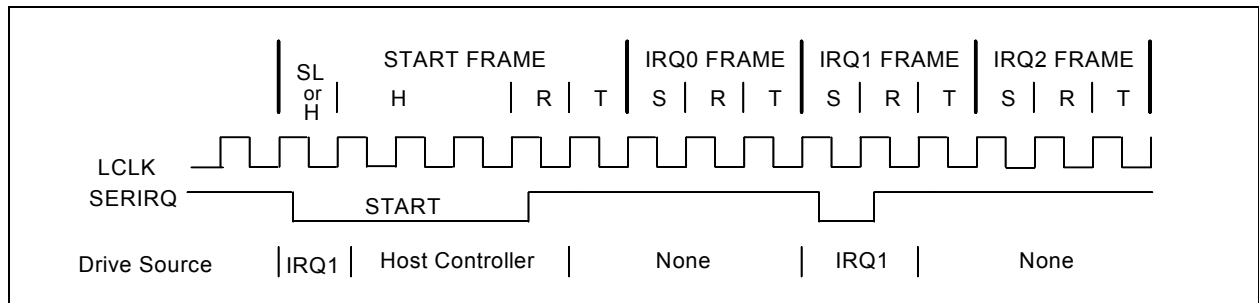 SL or H
START FRAME
IRQ0 FRAME
IRQ1 FRAME
IRQ2 FRAME
H R T S R T S R T S R T
LCLK
SERIRQ
START
Drive Source IRQ1 Host Controller None IRQ1 None